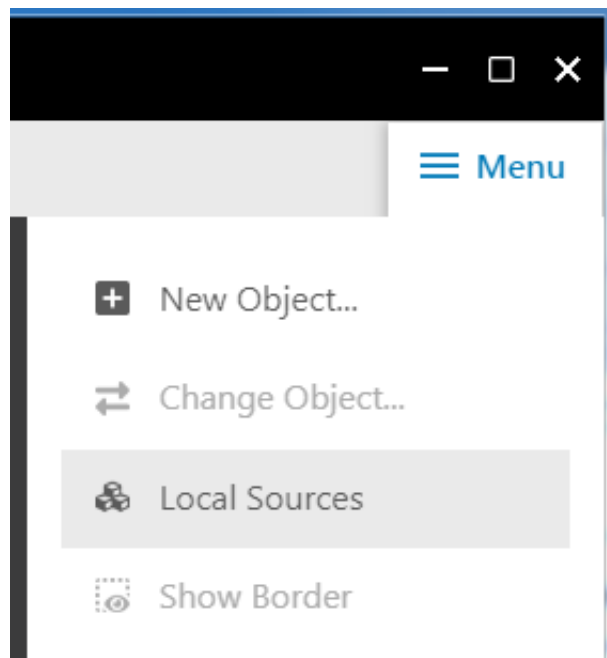 Menu
New Object...
Change Object...
Local Sources
Show Border